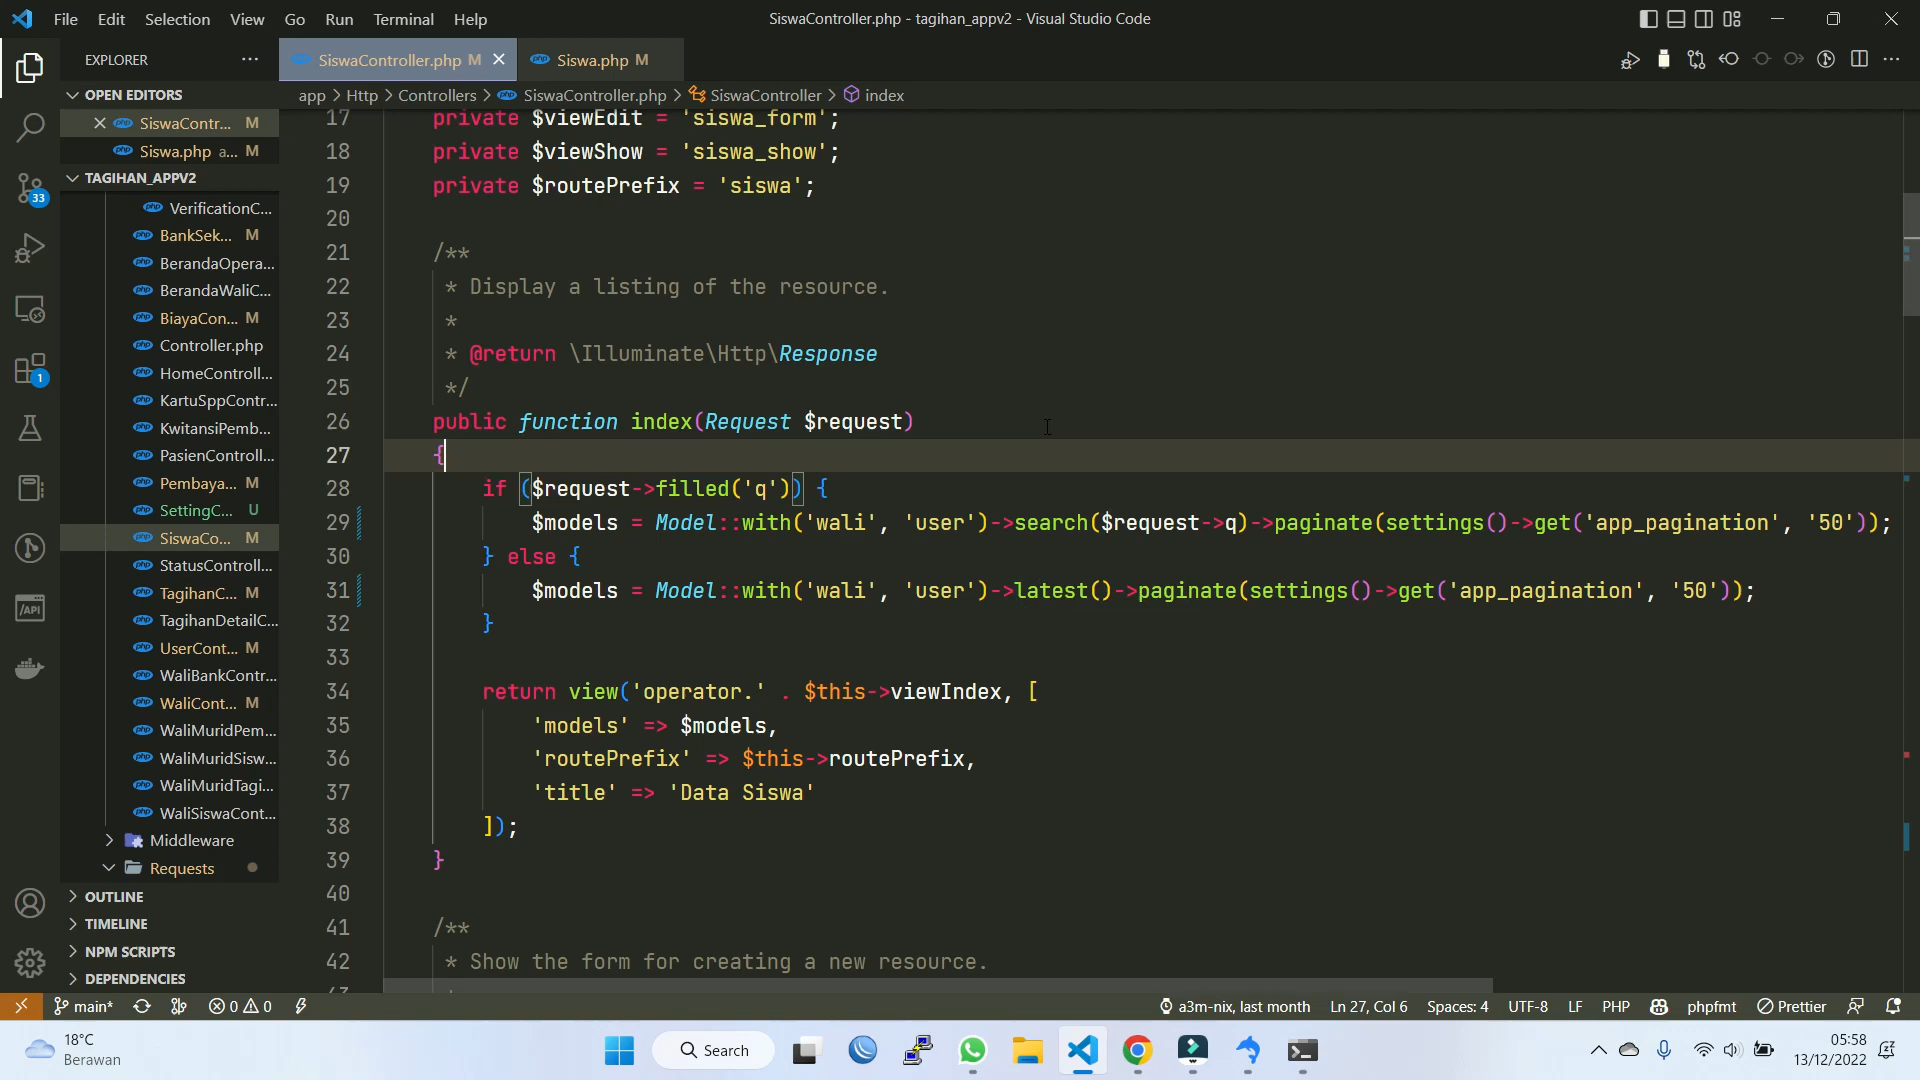 File Edit Selection View Go Run Terminal Help
SiswaController.php - tagihan_appv2 - Visual Studio Code
EXPLORER
SiswaController.php M
Siswa.php M
OPEN EDITORS
SiswaContr... M
Siswa.php a... M
TAGIHAN_APPV2
VerificationC...
BankSek... M
BerandaOpera...
BerandaWaliC...
BiayaCon... M
Controller.php
HomeControll...
KartuSppContr...
KwitansiPemb...
PasienControll...
Pembaya... M
SettingC... U
SiswaCo... M
StatusControll...
TagihanC... M
TagihanDetailC...
UserCont... M
WaliBankContr...
WaliCont... M
WaliMuridPem...
WaliMuridSisw...
WaliMuridTagi...
WaliSiswaCont...
Middleware
Requests
OUTLINE
TIMELINE
NPM SCRIPTS
DEPENDENCIES
33
1
/API
app > Http > Controllers > SiswaController.php > SiswaController > index
17 private $viewEdit = 'siswa_form';
18 private $viewShow = 'siswa_show';
19 private $routePrefix = 'siswa';
20
21 /**
22 * Display a listing of the resource.
23 *
24 * @return \Illuminate\Http\Response
25 */
26 public function index(Request $request)
27 {
28 if ($request->filled('q')) {
29 $models = Model::with('wali', 'user')->search($request->q)->paginate(settings()->get('app_pagination', '50'));
30 } else {
31 $models = Model::with('wali', 'user')->latest()->paginate(settings()->get('app_pagination', '50'));
32 }
33
34 return view('operator.' . $this->viewIndex, [
35 'models' => $models,
36 'routePrefix' => $this->routePrefix,
37 'title' => 'Data Siswa'
38 ]);
39 }
40
41 /**
42 * Show the form for creating a new resource.
43 *
main* 0 0 a3m-nix, last month Ln 27, Col 6 Spaces: 4 UTF-8 LF PHP phpfmt Prettier
18°C
Berawan
Search
05:58
13/12/2022